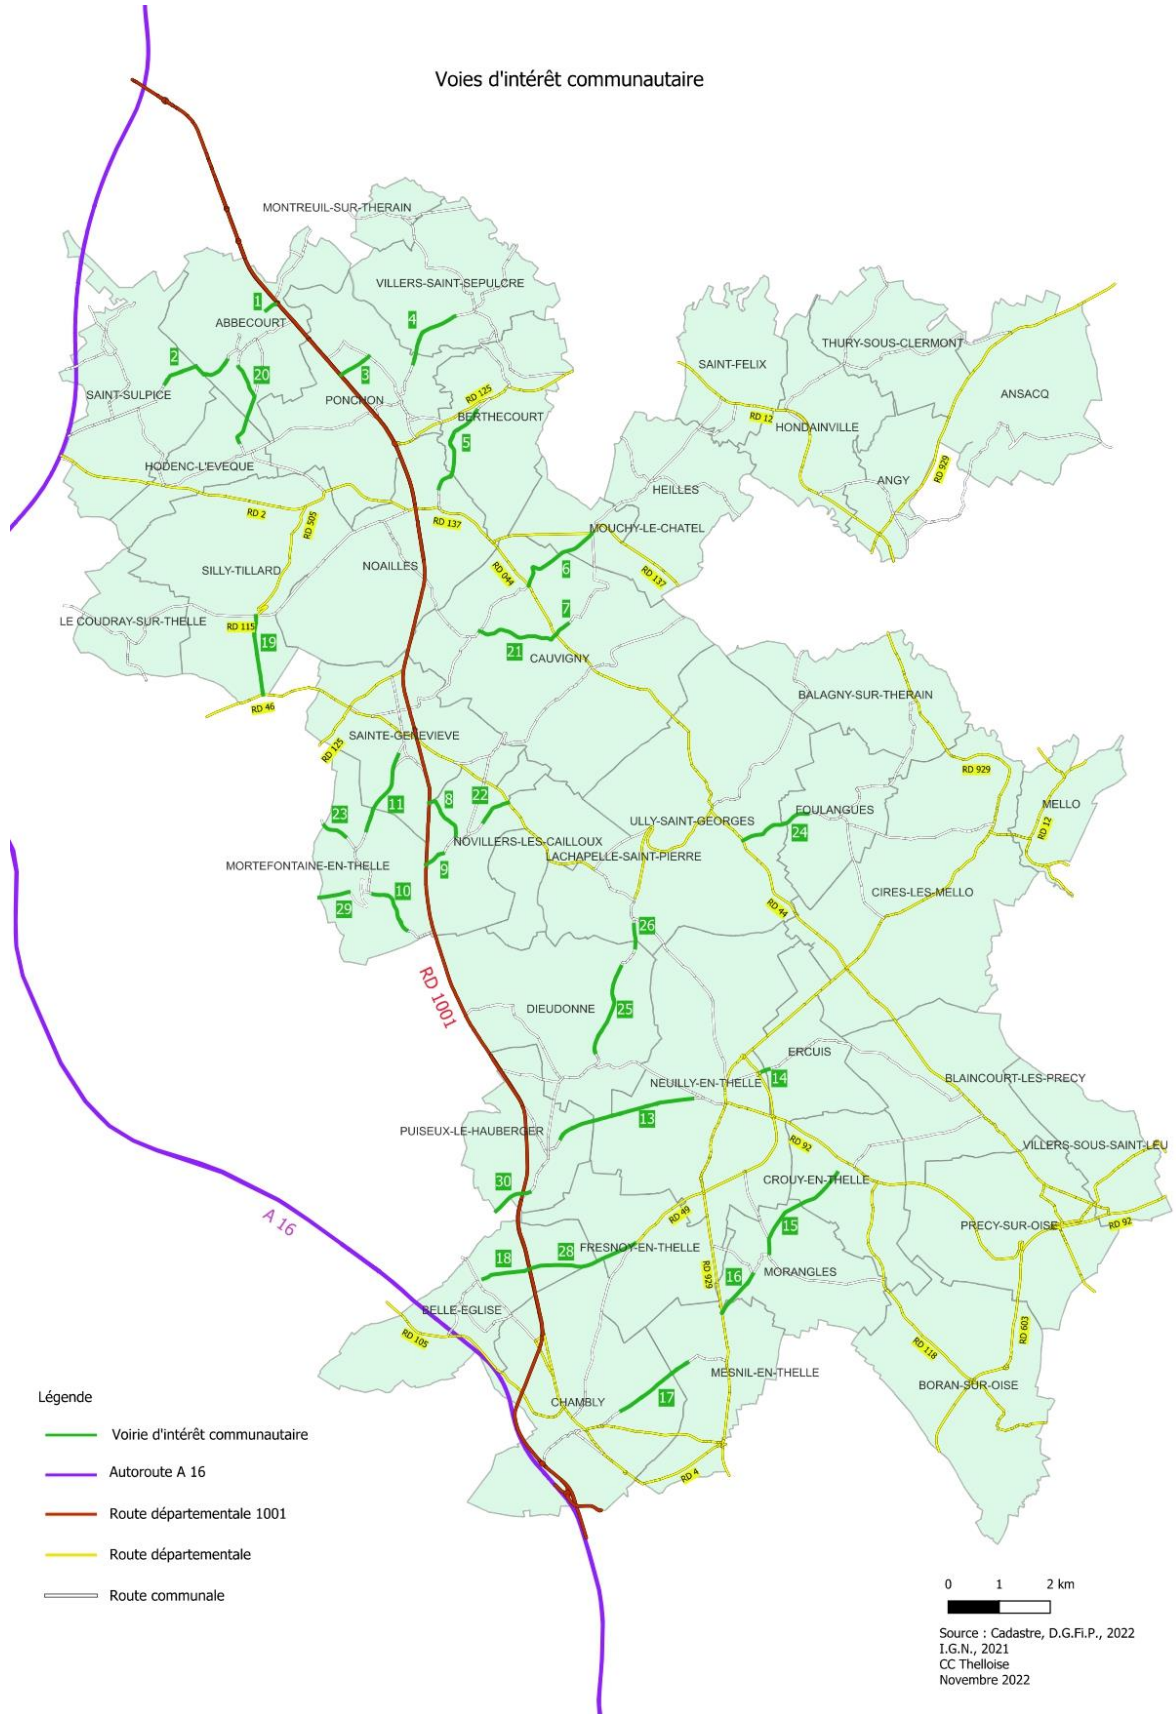 Voies d'intérêt communautaire
MONTREUIL-SUR-THERAIN
VILLERS-SAINT-SEPULCRE
1
ABBECOURT
4
THURY-SOUS-CLERMONT
2
20
3
SAINT-FELIX
SAINT-SULPICE
PONCHON
RD 125
BERTHECOURT
ANSACQ
RD 12
HONDAINVILLE
5
HODENC-L'EVEQUE
RD 929
ANGY
HEILLES
RD 2
RD 505
RD 137
MOUCHY-LE-CHATEL
SILLY-TILLARD
NOAILLES
RD 044
6
RD 137
LE COUDRAY-SUR-THELLE
RD 115
19
7
21
CAUVIGNY
RD 46
BALAGNY-SUR-THERAIN
RD 125
SAINTE-GENEVIEVE
RD 929
23
11
8
22
FOULANGUES
MELLO
RD 12
ULLY-SAINT-GEORGES
24
NOVILLERS-LES-CAILLOUX
LACHAPELLE-SAINT-PIERRE
MORTEFONTAINE-EN-THELLE
9
10
29
CIRES-LES-MELLO
RD 44
26
RD 1001
DIEUDONNE
25
ERCUIS
NEUILLY-EN-THELLE
14
BLAINCOURT-LES-PRECY
13
PUISEUX-LE-HAUBERGER
RD 92
VILLERS-SOUS-SAINT-LEU
30
CROUY-EN-THELLE
A 16
RD 49
15
PRECY-SUR-OISE
RD 92
18
28
FRESNOY-EN-THELLE
RD 929
16
MORANGLES
BELLE-EGLISE
RD 105
RD 118
RD 603
MESNIL-EN-THELLE
BORAN-SUR-OISE
17
CHAMBLY
RD 4
Légende
Voirie d'intérêt communautaire
Autoroute A 16
Route départementale 1001
Route départementale
Route communale
0 1 2 km
Source : Cadastre, D.G.Fi.P., 2022
I.G.N., 2021
CC Thelloise
Novembre 2022